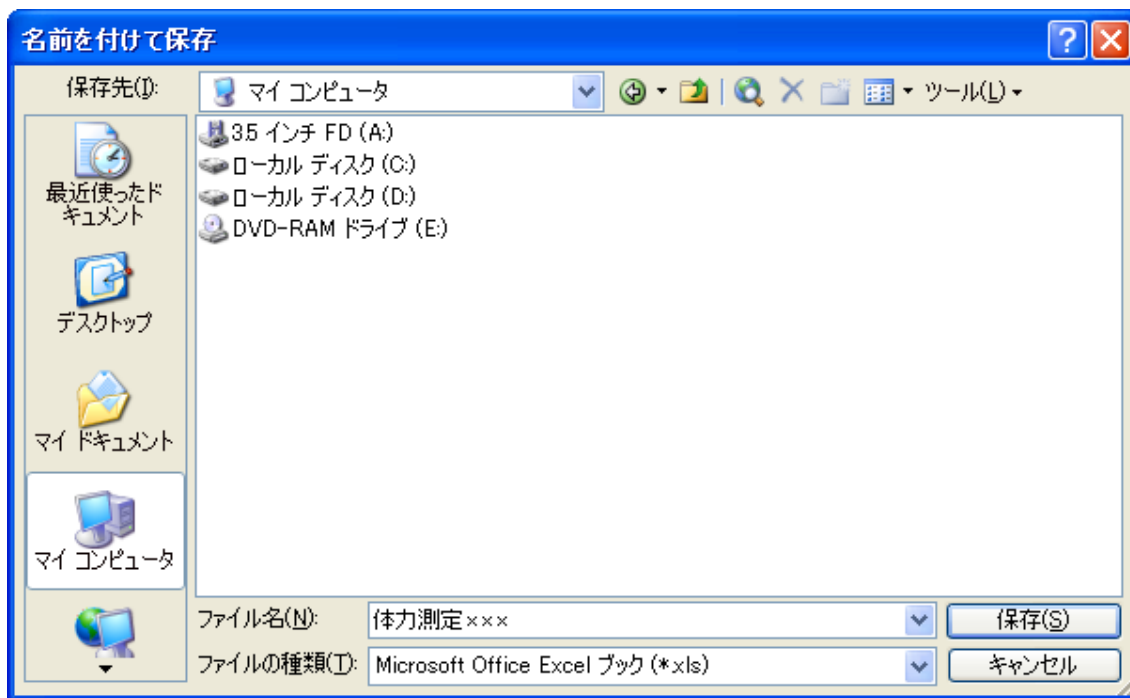 名前を付けて保存
保存先(I):
マイ コンピュータ
ツール(L)
最近使ったド
キュメント
デスクトップ
マイ ドキュメント
マイ コンピュータ
3.5 インチ FD (A:)
ローカル ディスク (C:)
ローカル ディスク (D:)
DVD-RAM ドライブ (E:)
ファイル名(N):
体力測定×××
保存(S)
ファイルの種類(T):
Microsoft Office Excel ブック (*.xls)
キャンセル